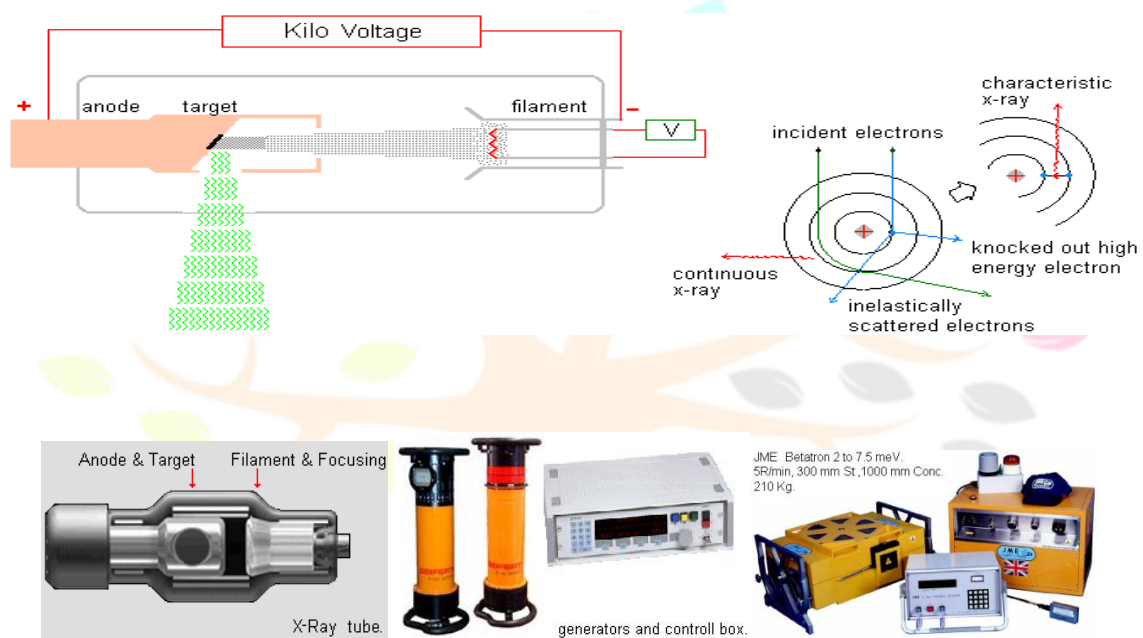 Kilo Voltage
+
anode
target
filament
−
V
characteristic
x-ray
incident electrons
knocked out high
energy electron
continuous
x-ray
inelastically
scattered electrons
Anode & Target
Filament & Focusing
X-Ray tube.
generators and controll box.
JME Betatron 2 to 7.5 meV.
5R/min, 300 mm St ,1000 mm Conc.
210 Kg.
SEIFERT
JME